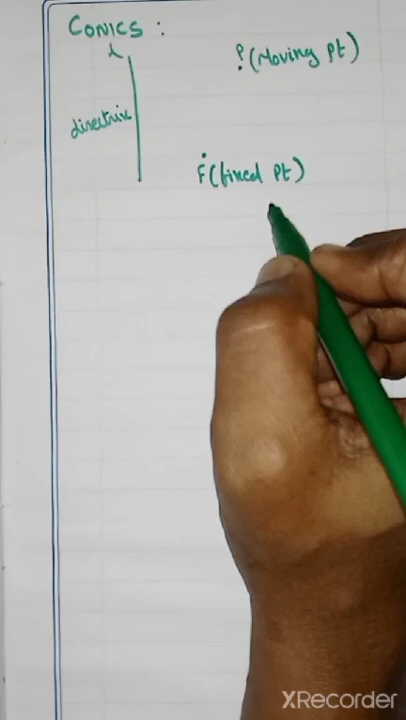 CONICS :
l
P (Moving pt)
directrix
F (fixed pt)
XRecorder